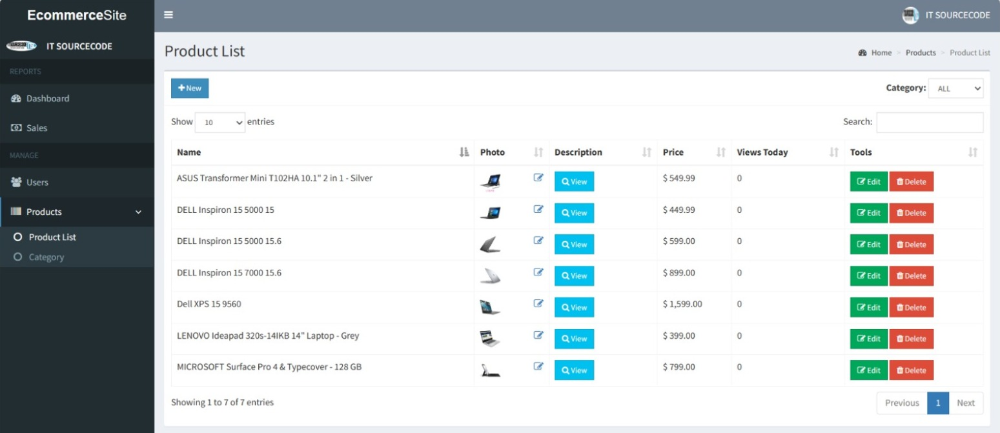 EcommerceSite
IT SOURCECODE
IT SOURCECODE
REPORTS
Dashboard
Sales
MANAGE
Users
Products
Product List
Category
Product List
Home > Products > Product List
New
Category: ALL
Show 10 entries
Search:
Name Photo Description Price Views Today Tools
ASUS Transformer Mini T102HA 10.1" 2 in 1 - Silver View $ 549.99 0 Edit Delete
DELL Inspiron 15 5000 15 View $ 449.99 0 Edit Delete
DELL Inspiron 15 5000 15.6 View $ 599.00 0 Edit Delete
DELL Inspiron 15 7000 15.6 View $ 899.00 0 Edit Delete
Dell XPS 15 9560 View $ 1,599.00 0 Edit Delete
LENOVO Ideapad 320s-14IKB 14" Laptop - Grey View $ 399.00 0 Edit Delete
MICROSOFT Surface Pro 4 & Typecover - 128 GB View $ 799.00 0 Edit Delete
Showing 1 to 7 of 7 entries
Previous 1 Next